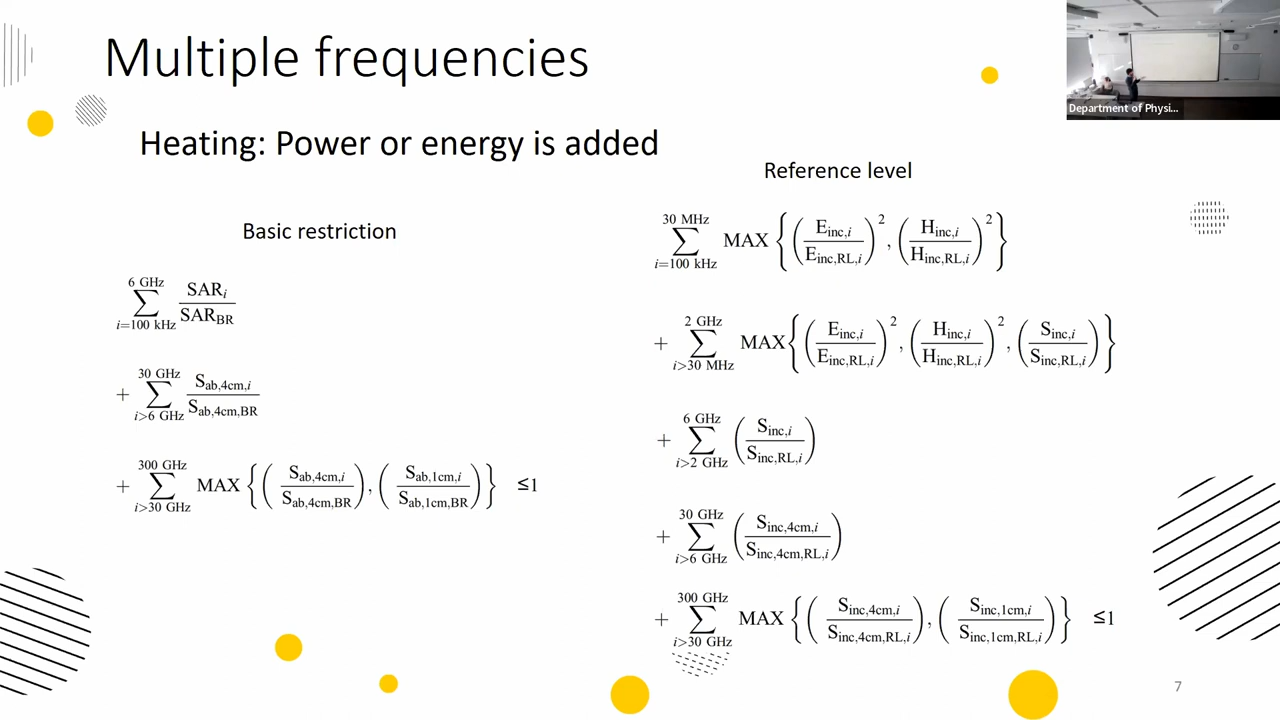 Multiple frequencies
Department of Physi...
Heating: Power or energy is added
Basic restriction
6 GHz ∑ i=100 kHz SARᵢ / SAR_BR
+ 30 GHz ∑ i>6 GHz S_ab,4cm,i / S_ab,4cm,BR
+ 300 GHz ∑ i>30 GHz MAX { ( S_ab,4cm,i / S_ab,4cm,BR ), ( S_ab,1cm,i / S_ab,1cm,BR ) } ≤1
Reference level
30 MHz ∑ i=100 kHz MAX { ( E_inc,i / E_inc,RL,i )², ( H_inc,i / H_inc,RL,i )² }
+ 2 GHz ∑ i>30 MHz MAX { ( E_inc,i / E_inc,RL,i )², ( H_inc,i / H_inc,RL,i )², ( S_inc,i / S_inc,RL,i ) }
+ 6 GHz ∑ i>2 GHz ( S_inc,i / S_inc,RL,i )
+ 30 GHz ∑ i>6 GHz ( S_inc,4cm,i / S_inc,4cm,RL,i )
+ 300 GHz ∑ i>30 GHz MAX { ( S_inc,4cm,i / S_inc,4cm,RL,i ), ( S_inc,1cm,i / S_inc,1cm,RL,i ) } ≤1
7